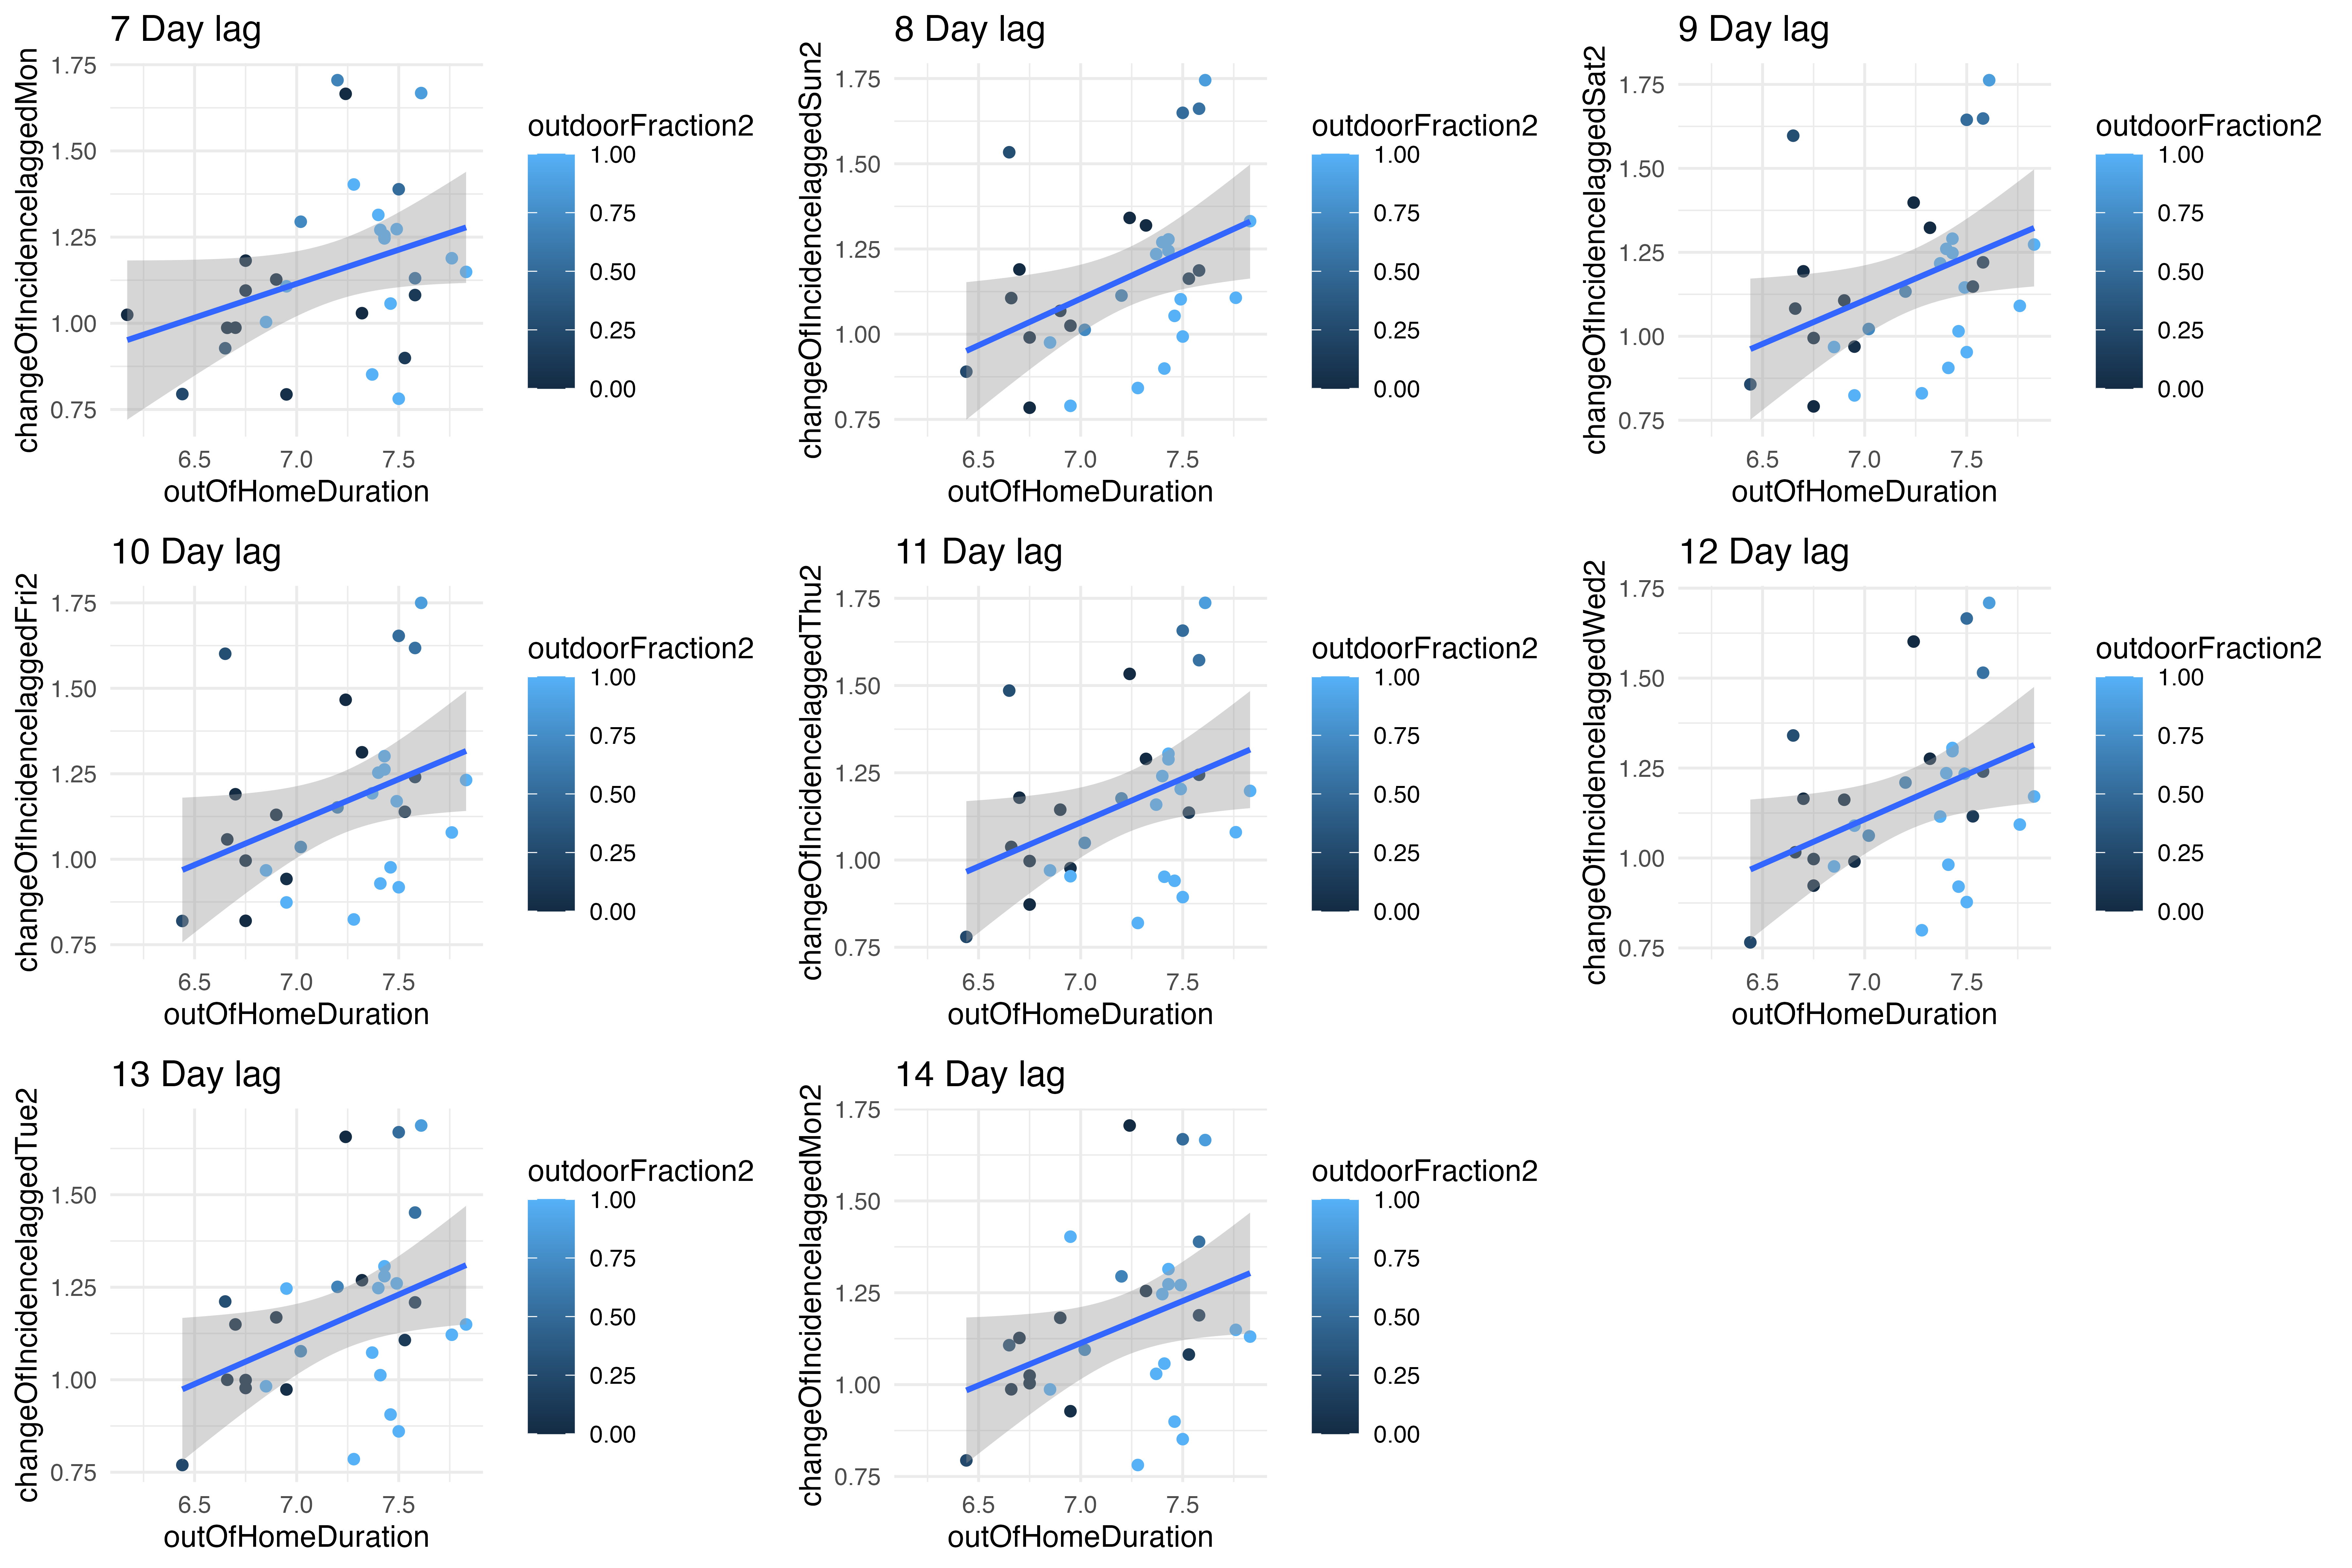 7 Day lag
changeOfIncidencelaggedMon
1.75
1.50
1.25
1.00
0.75
6.5 7.0 7.5
outOfHomeDuration
outdoorFraction2
1.00
0.75
0.50
0.25
0.00
8 Day lag
changeOfIncidencelaggedSun2
1.75
1.50
1.25
1.00
0.75
6.5 7.0 7.5
outOfHomeDuration
outdoorFraction2
1.00
0.75
0.50
0.25
0.00
9 Day lag
changeOfIncidencelaggedSat2
1.75
1.50
1.25
1.00
0.75
6.5 7.0 7.5
outOfHomeDuration
outdoorFraction2
1.00
0.75
0.50
0.25
0.00
10 Day lag
changeOfIncidencelaggedFri2
1.75
1.50
1.25
1.00
0.75
6.5 7.0 7.5
outOfHomeDuration
outdoorFraction2
1.00
0.75
0.50
0.25
0.00
11 Day lag
changeOfIncidencelaggedThu2
1.75
1.50
1.25
1.00
0.75
6.5 7.0 7.5
outOfHomeDuration
outdoorFraction2
1.00
0.75
0.50
0.25
0.00
12 Day lag
changeOfIncidencelaggedWed2
1.75
1.50
1.25
1.00
0.75
6.5 7.0 7.5
outOfHomeDuration
outdoorFraction2
1.00
0.75
0.50
0.25
0.00
13 Day lag
changeOfIncidencelaggedTue2
1.50
1.25
1.00
0.75
6.5 7.0 7.5
outOfHomeDuration
outdoorFraction2
1.00
0.75
0.50
0.25
0.00
14 Day lag
changeOfIncidencelaggedMon2
1.75
1.50
1.25
1.00
0.75
6.5 7.0 7.5
outOfHomeDuration
outdoorFraction2
1.00
0.75
0.50
0.25
0.00